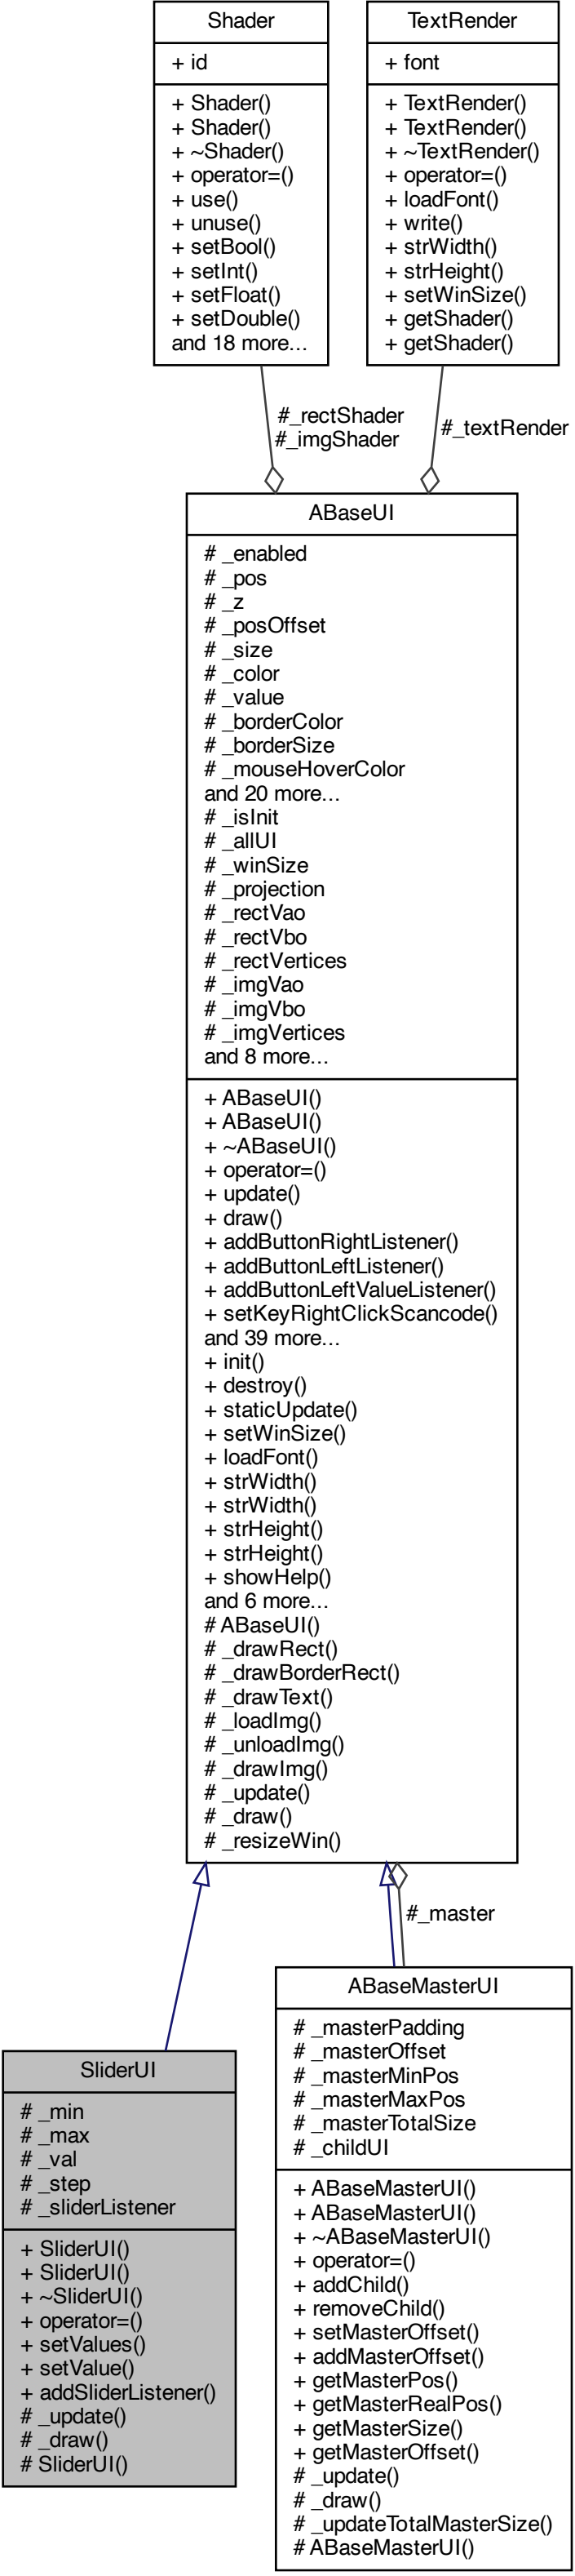 Shader
+ id
+ Shader()
+ Shader()
+ ~Shader()
+ operator=()
+ use()
+ unuse()
+ setBool()
+ setInt()
+ setFloat()
+ setDouble()
and 18 more...
TextRender
+ font
+ TextRender()
+ TextRender()
+ ~TextRender()
+ operator=()
+ loadFont()
+ write()
+ strWidth()
+ strHeight()
+ setWinSize()
+ getShader()
+ getShader()
#_rectShader
#_imgShader
#_textRender
ABaseUI
# _enabled
# _pos
# _z
# _posOffset
# _size
# _color
# _value
# _borderColor
# _borderSize
# _mouseHoverColor
and 20 more...
# _isInit
# _allUI
# _winSize
# _projection
# _rectVao
# _rectVbo
# _rectVertices
# _imgVao
# _imgVbo
# _imgVertices
and 8 more...
+ ABaseUI()
+ ABaseUI()
+ ~ABaseUI()
+ operator=()
+ update()
+ draw()
+ addButtonRightListener()
+ addButtonLeftListener()
+ addButtonLeftValueListener()
+ setKeyRightClickScancode()
and 39 more...
+ init()
+ destroy()
+ staticUpdate()
+ setWinSize()
+ loadFont()
+ strWidth()
+ strWidth()
+ strHeight()
+ strHeight()
+ showHelp()
and 6 more...
# ABaseUI()
# _drawRect()
# _drawBorderRect()
# _drawText()
# _loadImg()
# _unloadImg()
# _drawImg()
# _update()
# _draw()
# _resizeWin()
#_master
SliderUI
# _min
# _max
# _val
# _step
# _sliderListener
+ SliderUI()
+ SliderUI()
+ ~SliderUI()
+ operator=()
+ setValues()
+ setValue()
+ addSliderListener()
# _update()
# _draw()
# SliderUI()
ABaseMasterUI
# _masterPadding
# _masterOffset
# _masterMinPos
# _masterMaxPos
# _masterTotalSize
# _childUI
+ ABaseMasterUI()
+ ABaseMasterUI()
+ ~ABaseMasterUI()
+ operator=()
+ addChild()
+ removeChild()
+ setMasterOffset()
+ addMasterOffset()
+ getMasterPos()
+ getMasterRealPos()
+ getMasterSize()
+ getMasterOffset()
# _update()
# _draw()
# _updateTotalMasterSize()
# ABaseMasterUI()